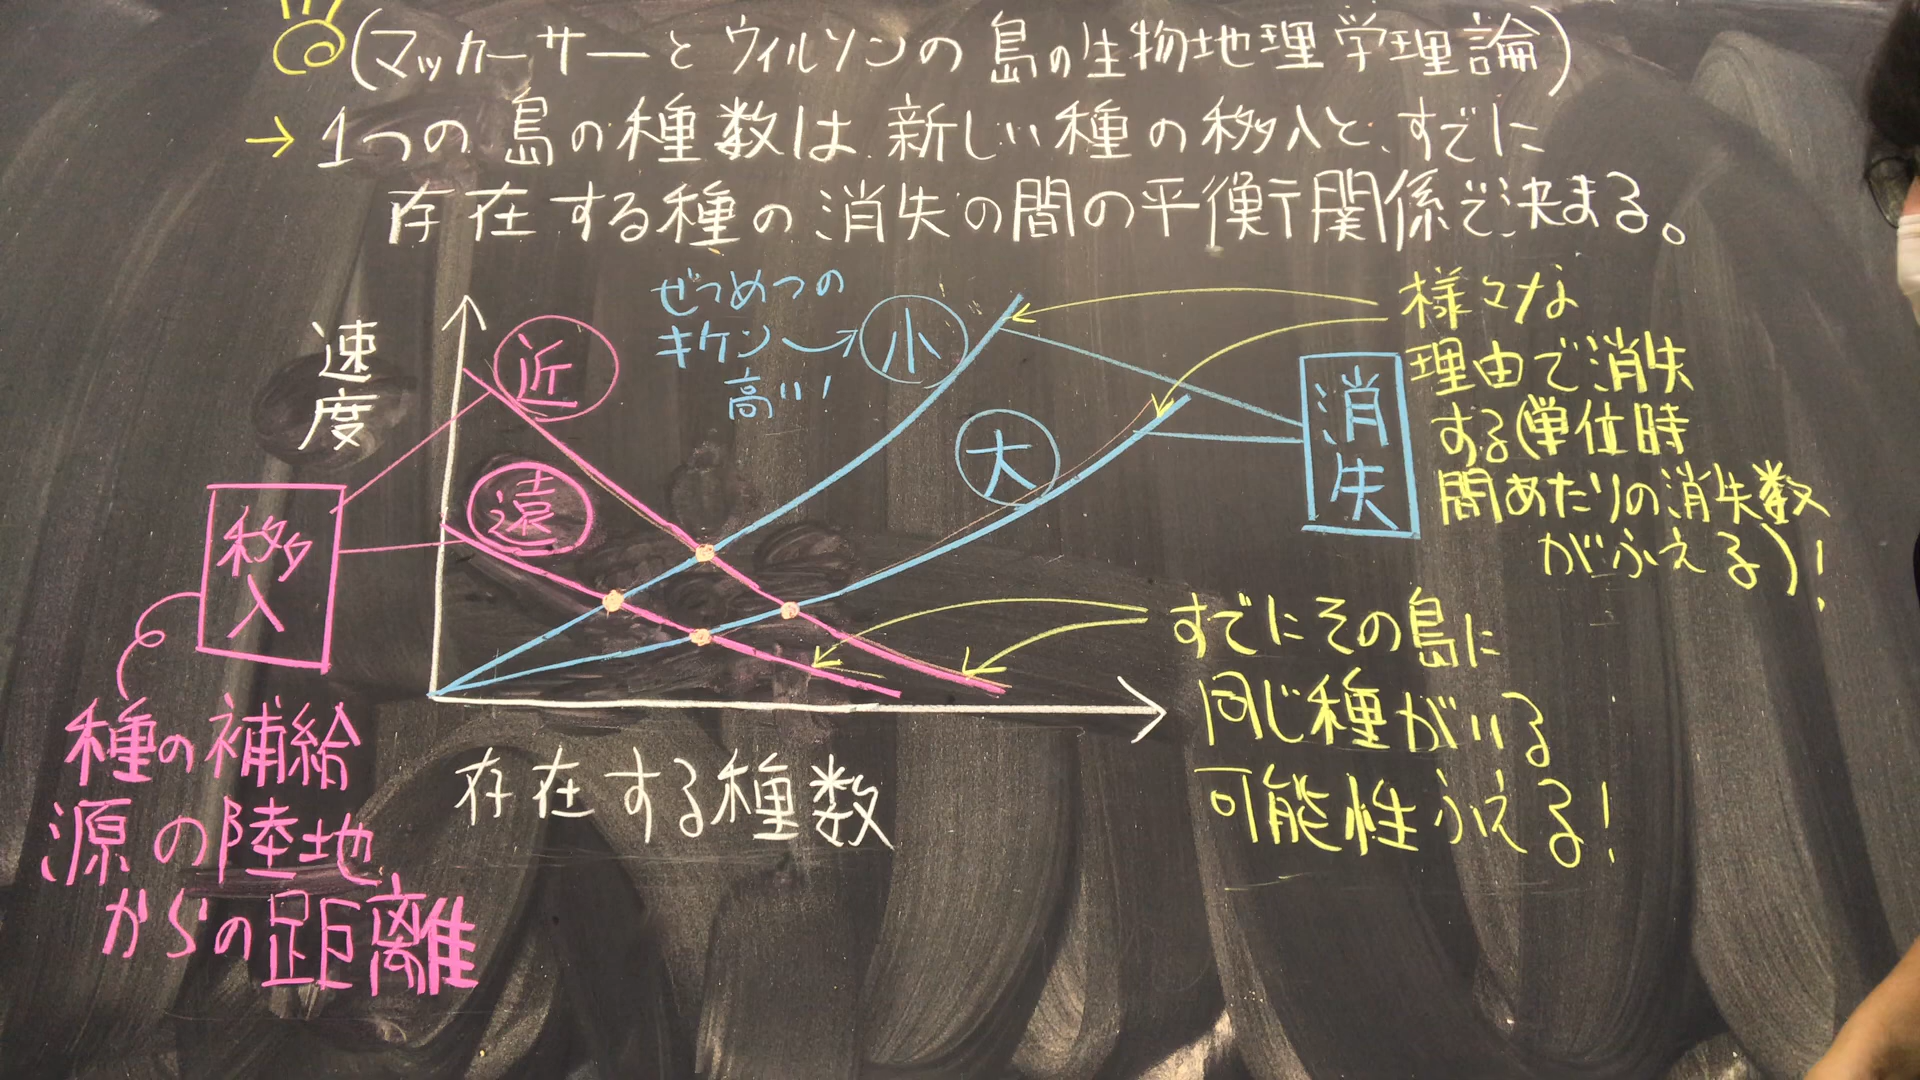 (マッカーサーとウィルソンの島の生物地理学理論)
→1つの島の種数は新しい種の移入と、すでに
存在する種の消失の間の平衡関係で決まる。
速度
近
遠
移入
種の補給
源の陸地
からの距離
ぜつめつの
キケン→
高い!
小
大
消失
様々な
理由で消失
する(単位時
間あたりの消失数
がふえる)!
すでにその島に
同じ種がいる
可能性ふえる!
存在する種数